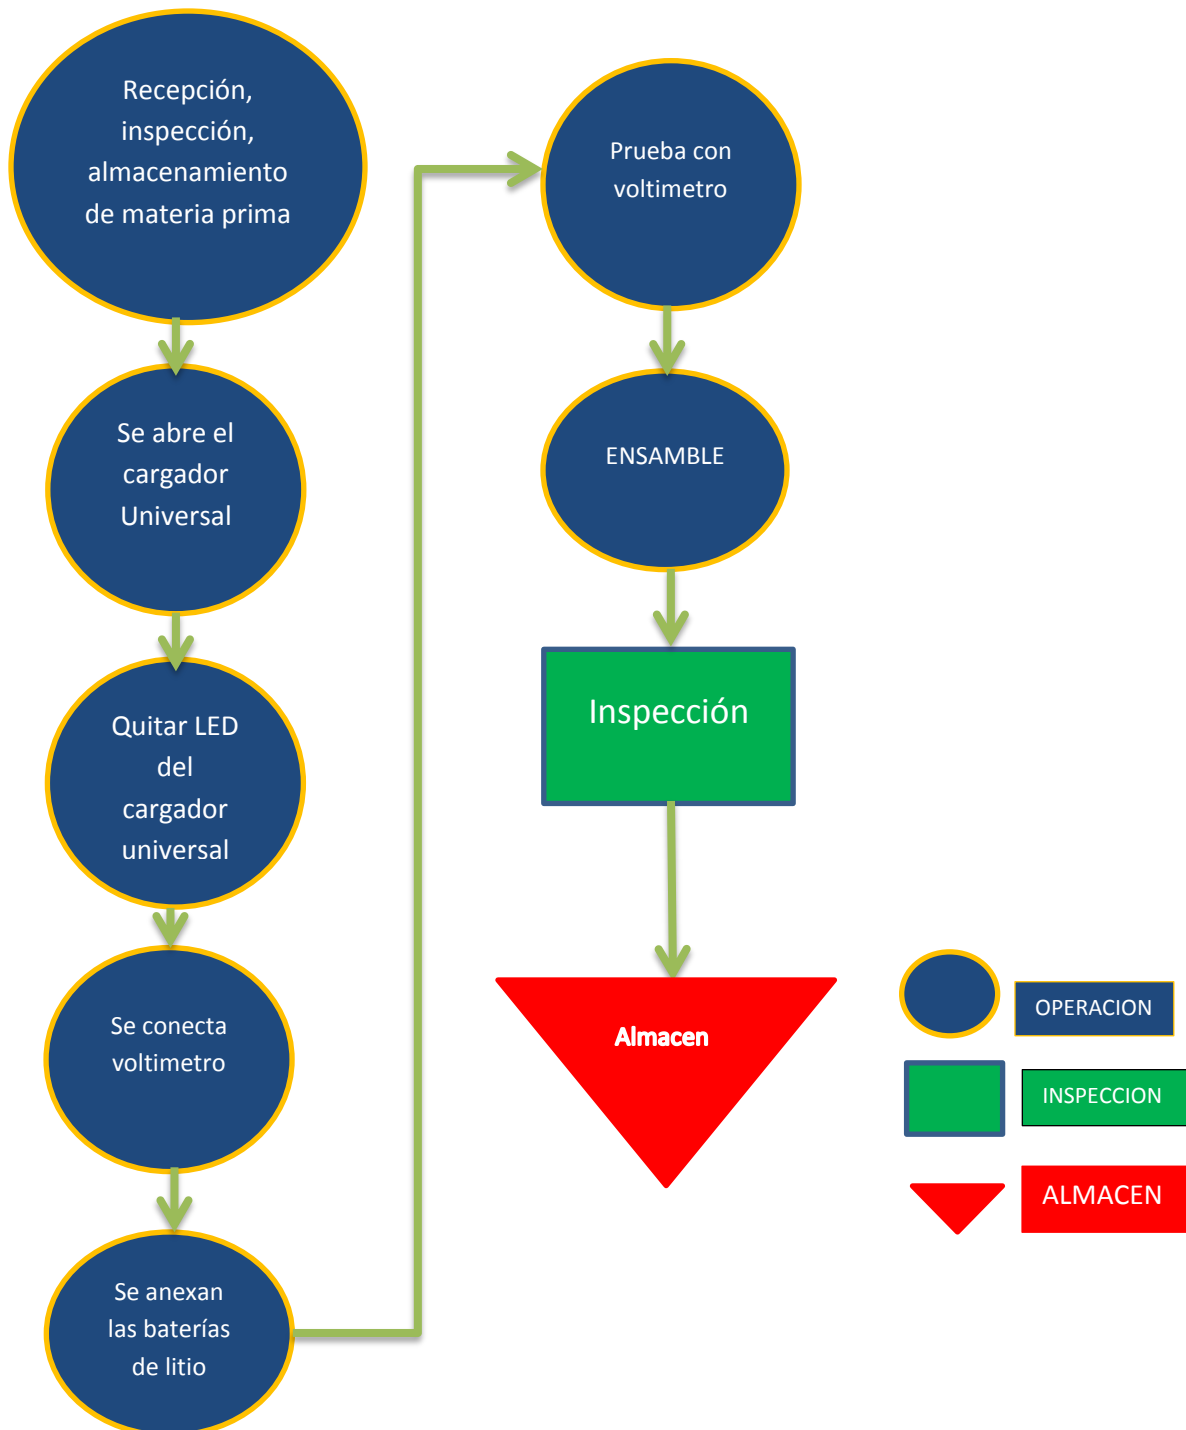 Recepción,
inspección,
almacenamiento
de materia prima
Se abre el
cargador
Universal
Quitar LED
del
cargador
universal
Se conecta
voltimetro
Se anexan
las baterías
de litio
Prueba con
voltimetro
ENSAMBLE
Inspección
Almacen
OPERACION
INSPECCION
ALMACEN